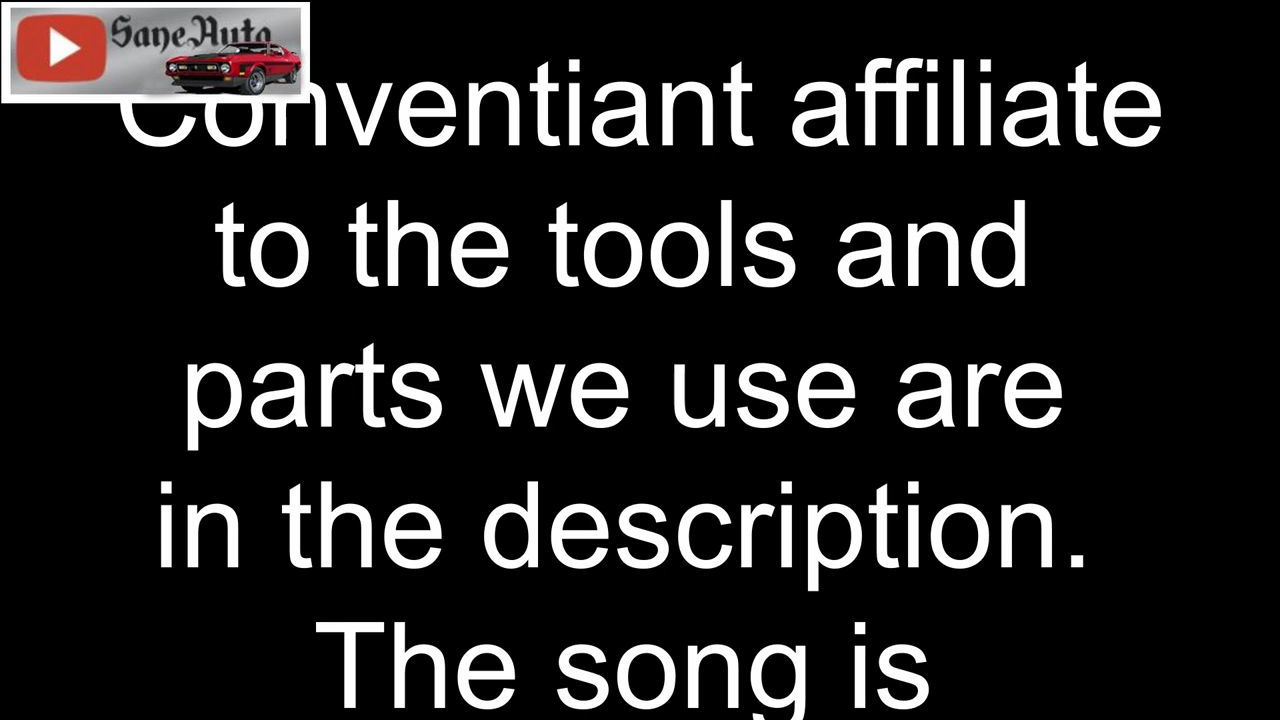 SaneAuto
Conventiant affiliate
to the tools and
parts we use are
in the description.
The song is